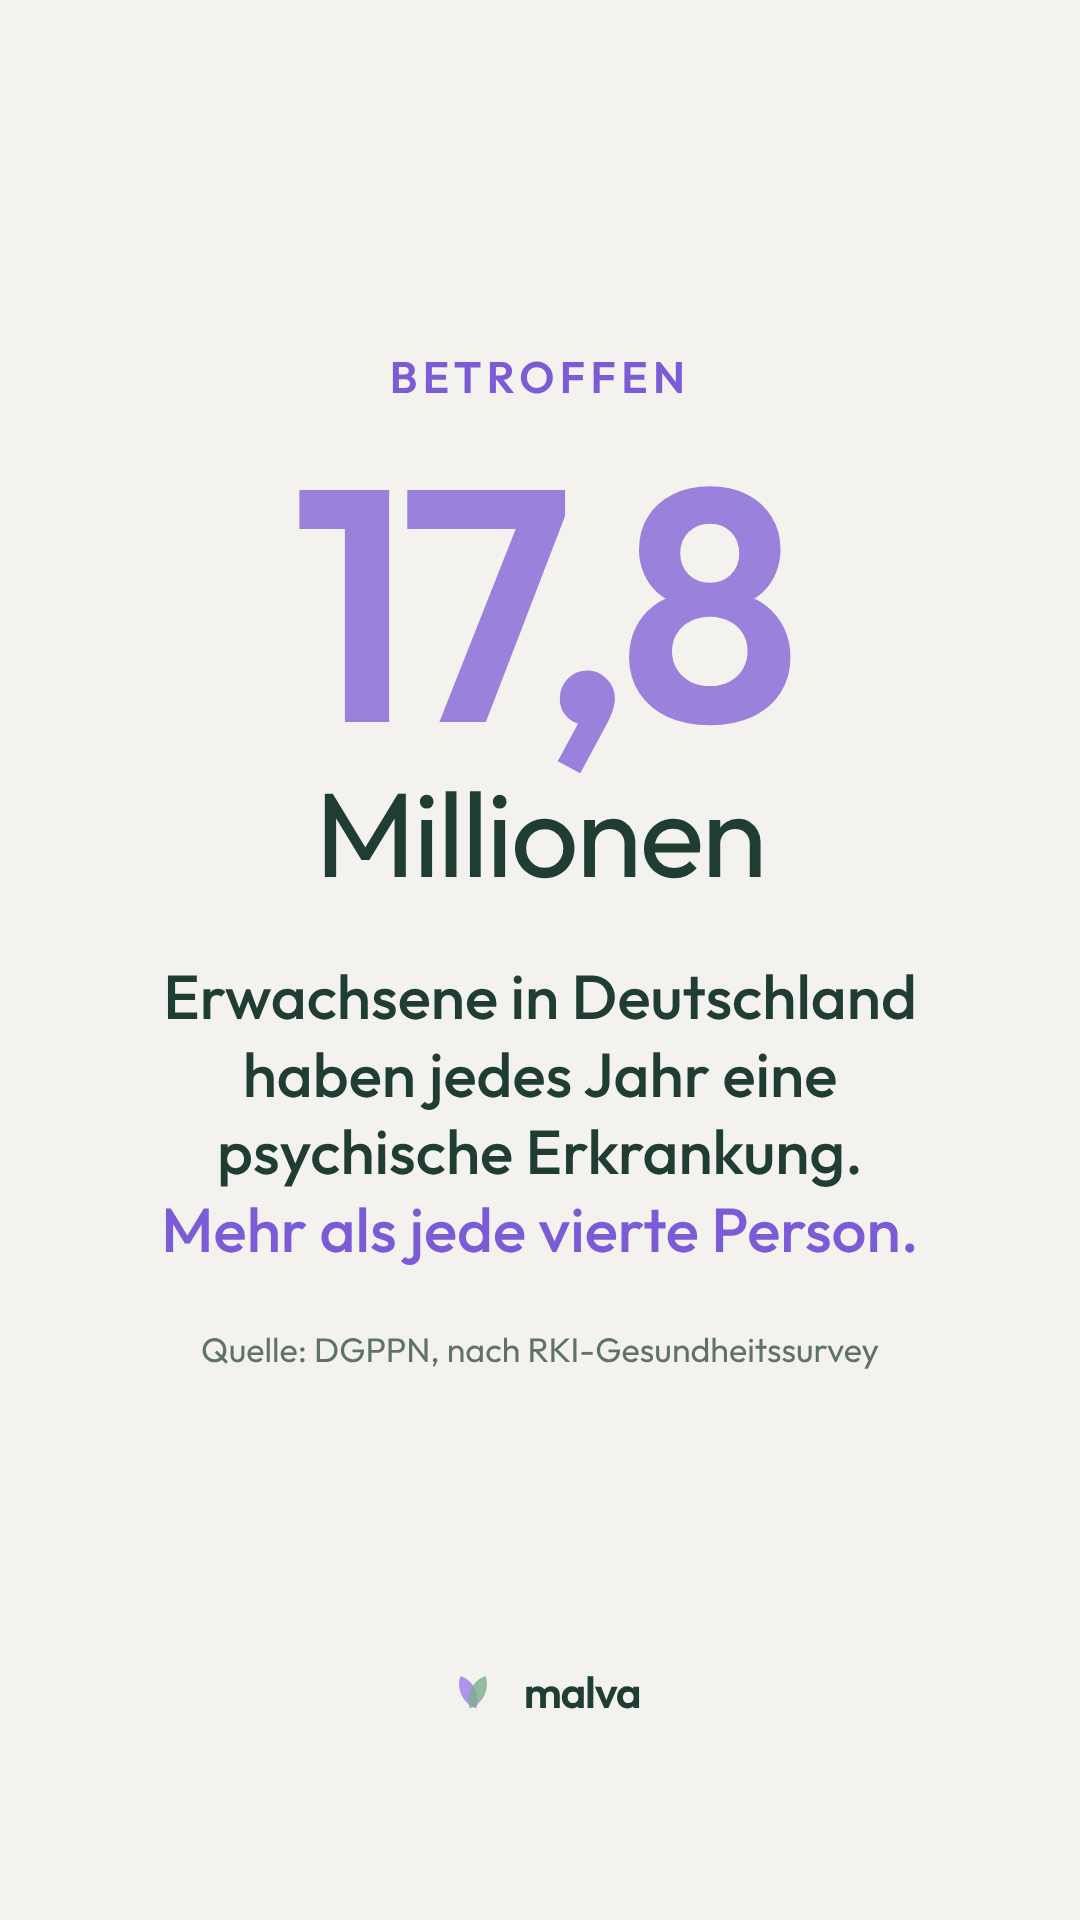 BETROFFEN
17,8
Millionen
Erwachsene in Deutschland
haben jedes Jahr eine
psychische Erkrankung.
Mehr als jede vierte Person.
Quelle: DGPPN, nach RKI-Gesundheitssurvey
malva